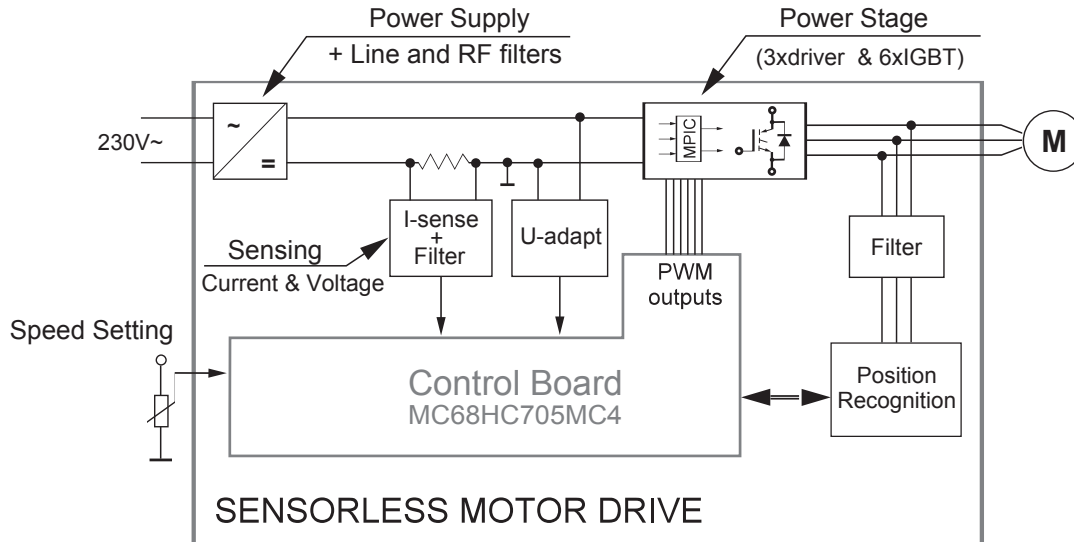 Power Supply
+ Line and RF filters
Power Stage
(3xdriver & 6xIGBT)
230V~
~
=
MPIC
M
I-sense
+
Filter
U-adapt
Sensing
Current & Voltage
PWM
outputs
Filter
Speed Setting
Control Board
MC68HC705MC4
Position
Recognition
SENSORLESS MOTOR DRIVE